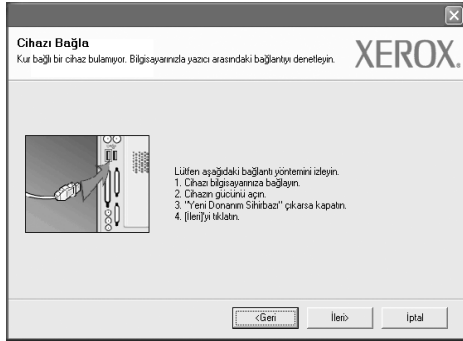 Cihazı Bağla
Kur bağlı bir cihaz bulamıyor. Bilgisayarınızla yazıcı arasındaki bağlantıyı denetleyin.
XEROX.
Lütfen aşağıdaki bağlantı yöntemini izleyin.
1. Cihazı bilgisayarınıza bağlayın.
2. Cihazın gücünü açın.
3. "Yeni Donanım Sihirbazı" çıkarsa kapatın.
4. [İleri]'yi tıklatın.
<Geri
İleri>
İptal